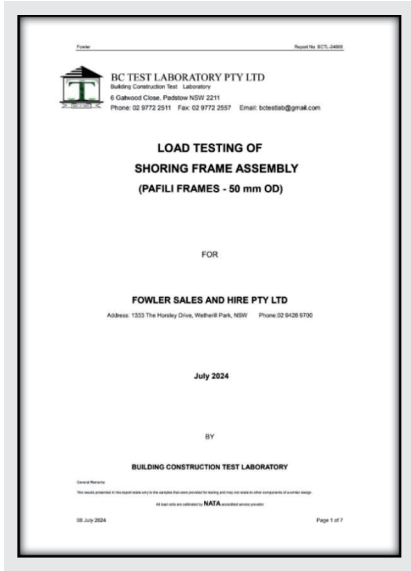 Fowler Report No. BCTL-24865
BC TEST LABORATORY PTY LTD
Building Construction Test Laboratory
6 Gatwood Close, Padstow NSW 2211
Phone: 02 9772 2511 Fax: 02 9772 2557 Email: bctestlab@gmail.com
LOAD TESTING OF
SHORING FRAME ASSEMBLY
(PAFILI FRAMES - 50 mm OD)
FOR
FOWLER SALES AND HIRE PTY LTD
Address: 1333 The Horsley Drive, Wetherill Park, NSW Phone:02 9428 9700
July 2024
BY
BUILDING CONSTRUCTION TEST LABORATORY
General Remarks
The results presented in this report relate only to the samples that were provided for testing and may not relate to other components of a similar design
All load cells are calibrated by NATA accredited service provider
08 July 2024 Page 1 of 7